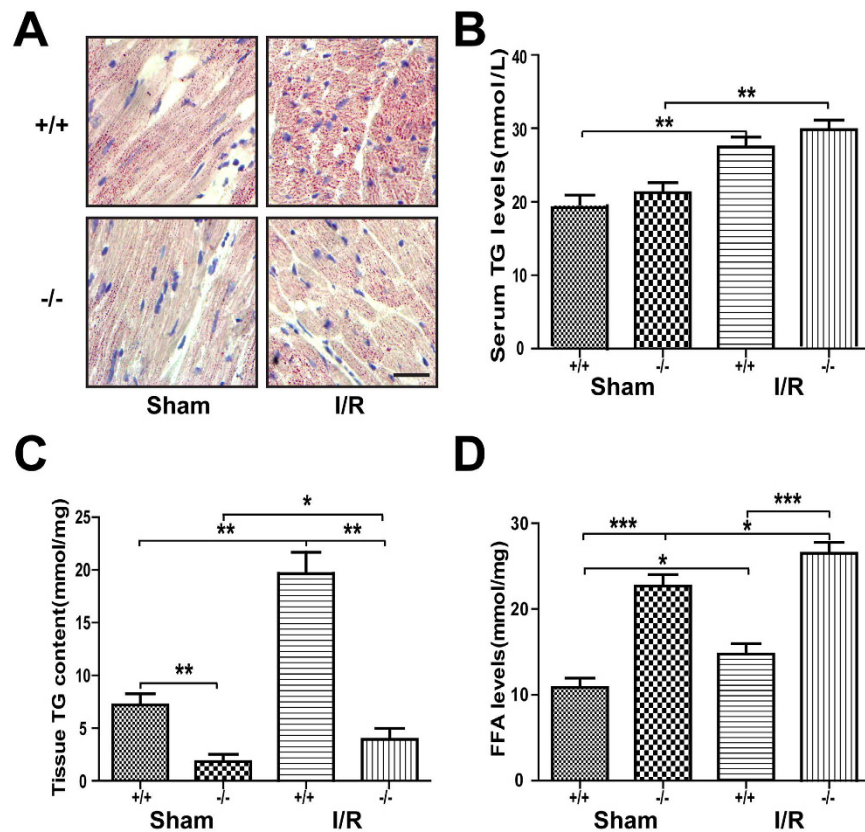 A
+/+
-/-
Sham I/R
B
Serum TG levels(mmol/L)
40
30
20
10
0
** **
+/+ -/- +/+ -/-
Sham I/R
C
Tissue TG content(mmol/mg)
25
20
15
10
5
0
*
** **
**
+/+ -/- +/+ -/-
Sham I/R
D
FFA levels(mmol/mg)
30
20
10
0
***
*** *
*
+/+ -/- +/+ -/-
Sham I/R